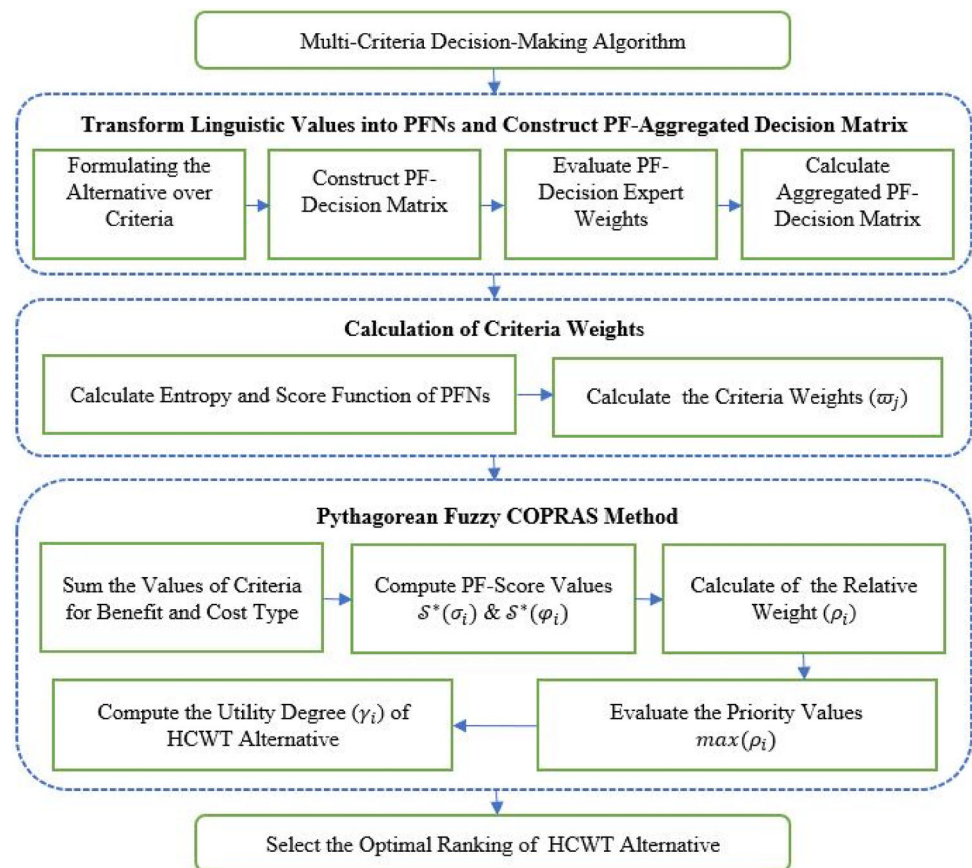 Multi-Criteria Decision-Making Algorithm
Transform Linguistic Values into PFNs and Construct PF-Aggregated Decision Matrix
Formulating the
Alternative over
Criteria
Construct PF-
Decision Matrix
Evaluate PF-
Decision Expert
Weights
Calculate
Aggregated PF-
Decision Matrix
Calculation of Criteria Weights
Calculate Entropy and Score Function of PFNs
Calculate the Criteria Weights (ϖⱼ)
Pythagorean Fuzzy COPRAS Method
Sum the Values of Criteria
for Benefit and Cost Type
Compute PF-Score Values
𝒮*(σᵢ) & 𝒮*(φᵢ)
Calculate of the Relative
Weight (ρᵢ)
Compute the Utility Degree (γᵢ) of
HCWT Alternative
Evaluate the Priority Values
max(ρᵢ)
Select the Optimal Ranking of HCWT Alternative